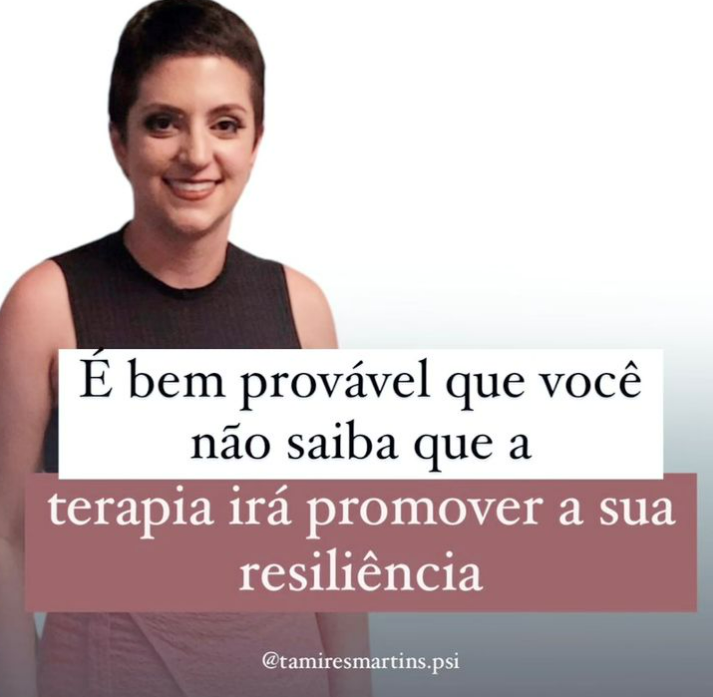 É bem provável que você
não saiba que a
terapia irá promover a sua
resiliência
@tamiresmartins.psi